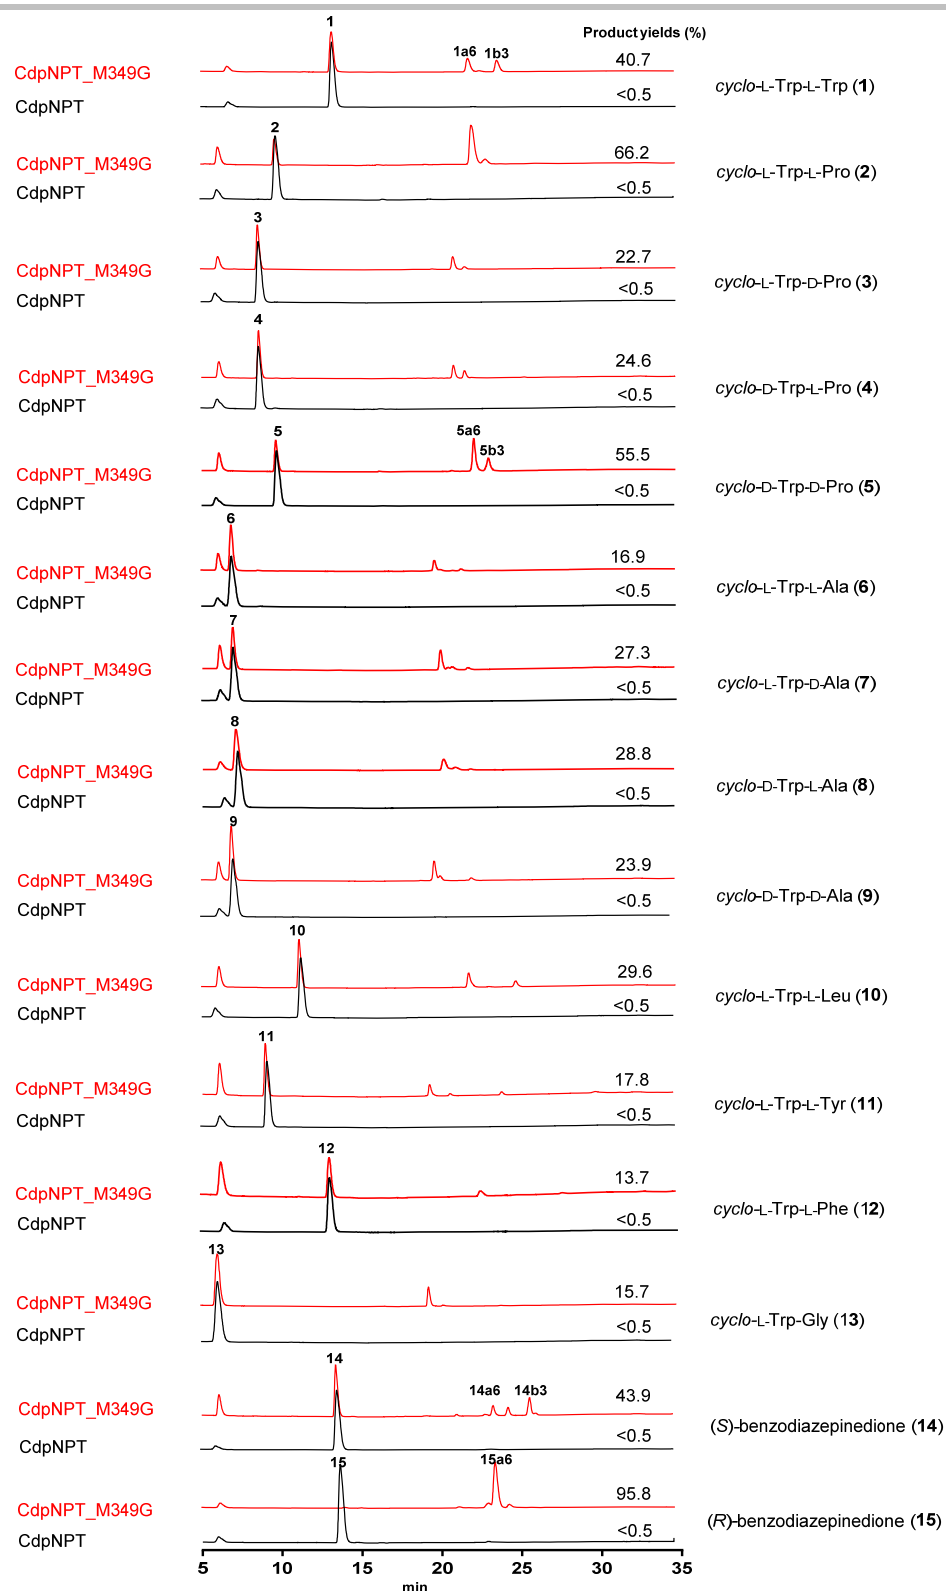 Product yields (%)
1
1a6 1b3
CdpNPT_M349G 40.7
cyclo-L-Trp-L-Trp (1)
CdpNPT <0.5
2
CdpNPT_M349G 66.2
cyclo-L-Trp-L-Pro (2)
CdpNPT <0.5
3
CdpNPT_M349G 22.7
cyclo-L-Trp-D-Pro (3)
CdpNPT <0.5
4
CdpNPT_M349G 24.6
cyclo-D-Trp-L-Pro (4)
CdpNPT <0.5
5 5a6
5b3
CdpNPT_M349G 55.5
cyclo-D-Trp-D-Pro (5)
CdpNPT <0.5
6
CdpNPT_M349G 16.9
cyclo-L-Trp-L-Ala (6)
CdpNPT <0.5
7
CdpNPT_M349G 27.3
cyclo-L-Trp-D-Ala (7)
CdpNPT <0.5
8
CdpNPT_M349G 28.8
cyclo-D-Trp-L-Ala (8)
CdpNPT <0.5
9
CdpNPT_M349G 23.9
cyclo-D-Trp-D-Ala (9)
CdpNPT <0.5
10
CdpNPT_M349G 29.6
cyclo-L-Trp-L-Leu (10)
CdpNPT <0.5
11
CdpNPT_M349G 17.8
cyclo-L-Trp-L-Tyr (11)
CdpNPT <0.5
12
CdpNPT_M349G 13.7
cyclo-L-Trp-L-Phe (12)
CdpNPT <0.5
13
CdpNPT_M349G 15.7
cyclo-L-Trp-Gly (13)
CdpNPT <0.5
14
14a6 14b3
CdpNPT_M349G 43.9
(S)-benzodiazepinedione (14)
CdpNPT <0.5
15 15a6
CdpNPT_M349G 95.8
(R)-benzodiazepinedione (15)
CdpNPT <0.5
5 10 15 20 25 30 35
min